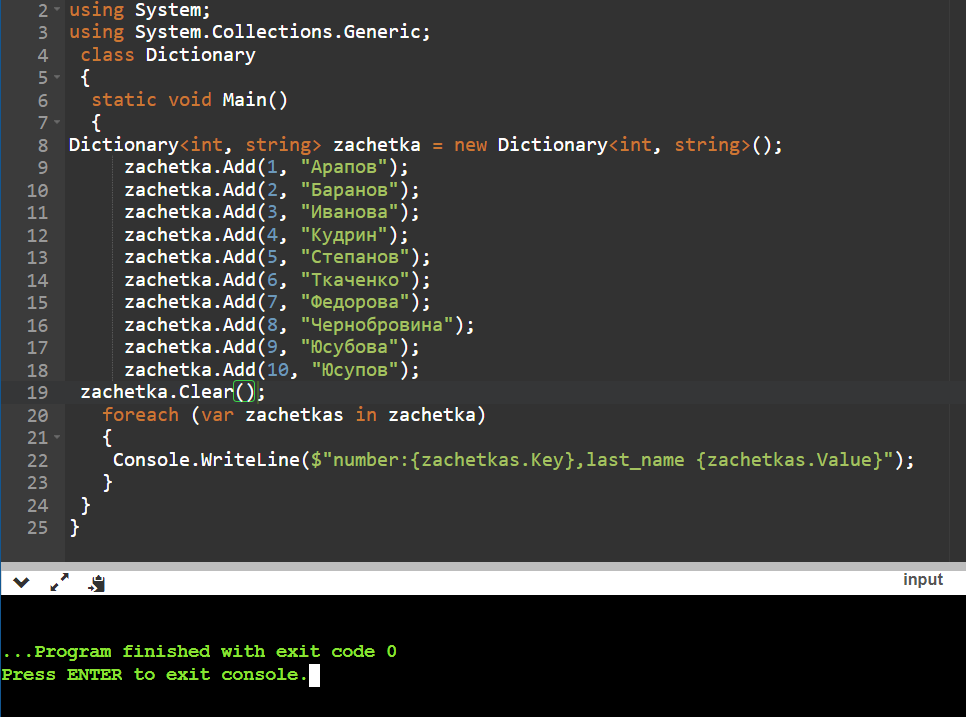 2 using System;
3 using System.Collections.Generic;
4 class Dictionary
5 {
6 static void Main()
7 {
8 Dictionary<int, string> zachetka = new Dictionary<int, string>();
9 zachetka.Add(1, "Арапов");
10 zachetka.Add(2, "Баранов");
11 zachetka.Add(3, "Иванова");
12 zachetka.Add(4, "Кудрин");
13 zachetka.Add(5, "Степанов");
14 zachetka.Add(6, "Ткаченко");
15 zachetka.Add(7, "Федорова");
16 zachetka.Add(8, "Чернобровина");
17 zachetka.Add(9, "Юсубова");
18 zachetka.Add(10, "Юсупов");
19 zachetka.Clear();
20 foreach (var zachetkas in zachetka)
21 {
22 Console.WriteLine($"number:{zachetkas.Key},last_name {zachetkas.Value}");
23 }
24 }
25 }
input
...Program finished with exit code 0
Press ENTER to exit console.